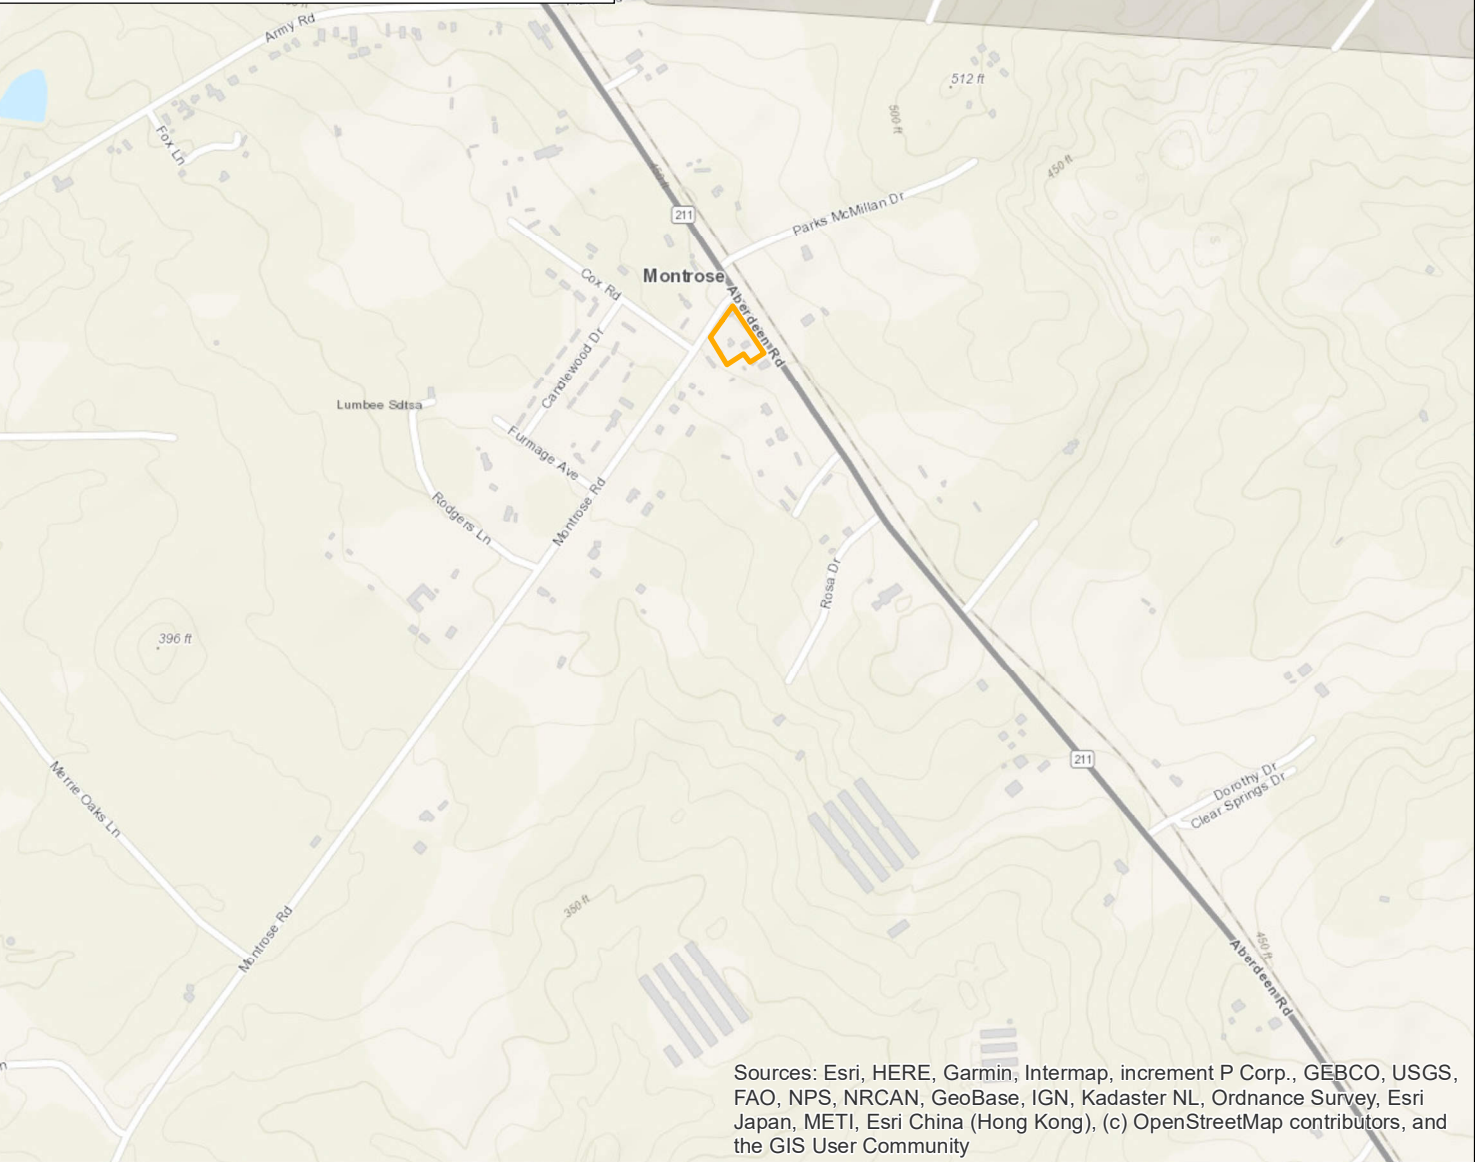 Army Rd
512 ft
500 ft
Fox Ln
450 ft
450 ft
211
Parks McMillan Dr
Montrose
Cox Rd
Aberdeen Rd
Candlewood Dr
Lumbee Sdtsa
Furmage Ave
Rodgers Ln
Montrose Rd
Rosa Dr
396 ft
211
Merrie Oaks Ln
Dorothy Dr
Clear Springs Dr
350 ft
Montrose Rd
450 ft
Aberdeen Rd
Sources: Esri, HERE, Garmin, Intermap, increment P Corp., GEBCO, USGS,
FAO, NPS, NRCAN, GeoBase, IGN, Kadaster NL, Ordnance Survey, Esri
Japan, METI, Esri China (Hong Kong), (c) OpenStreetMap contributors, and
the GIS User Community